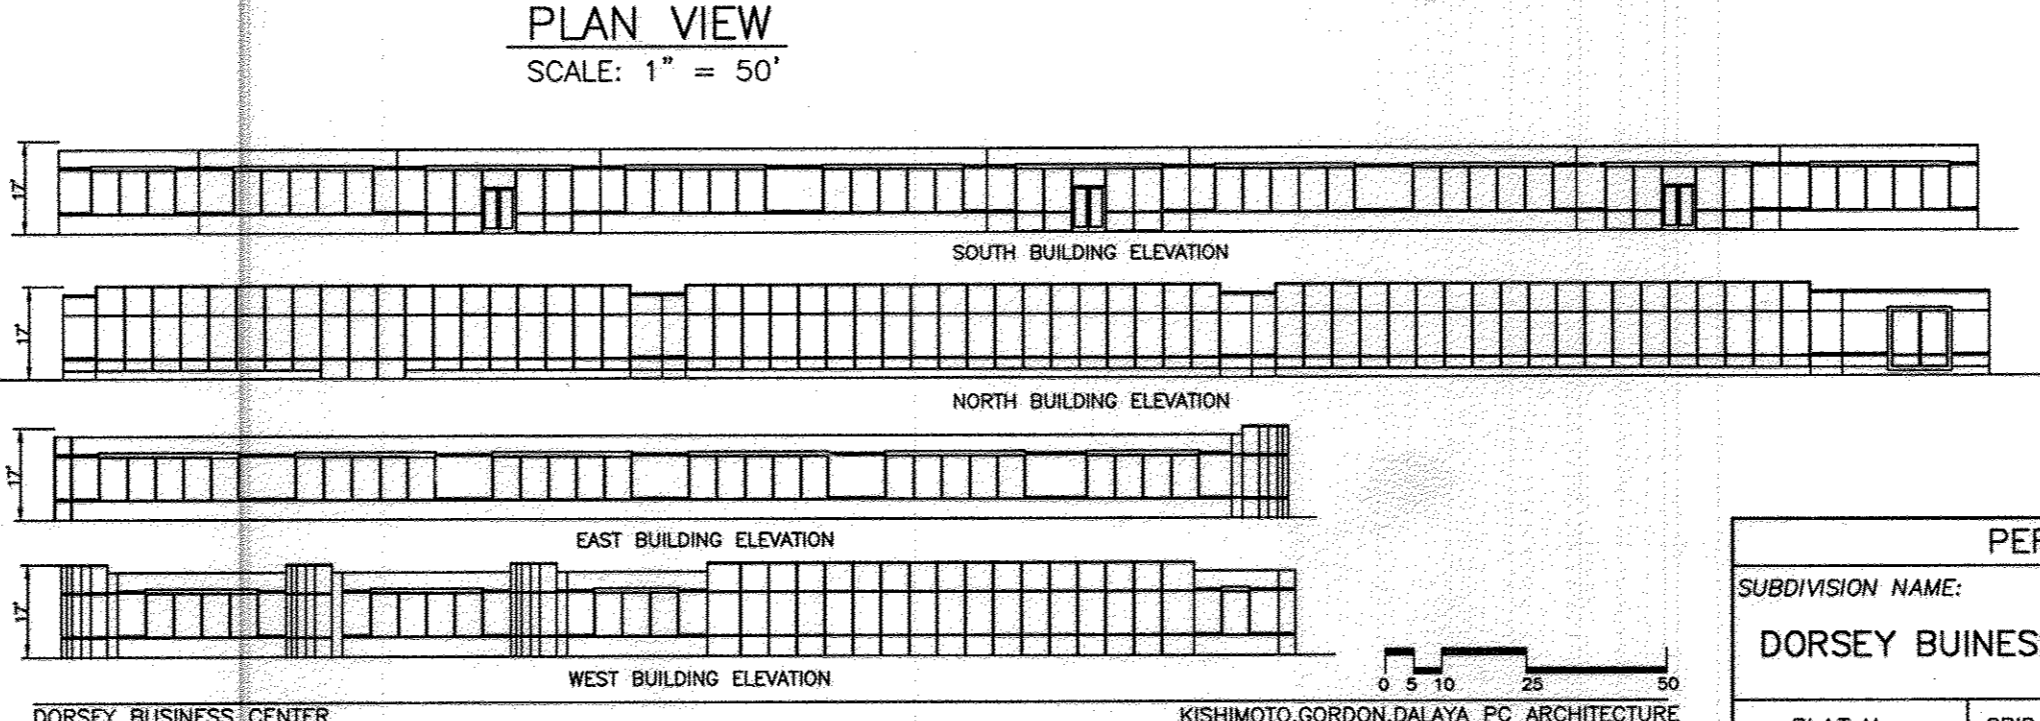 PLAN VIEW
SCALE: 1" = 50'
17'
SOUTH BUILDING ELEVATION
17'
NORTH BUILDING ELEVATION
17'
EAST BUILDING ELEVATION
17'
WEST BUILDING ELEVATION
0 5 10 25 50
DORSEY BUSINESS CENTER
KISHIMOTO.GORDON.DALAYA PC ARCHITECTURE
PER
SUBDIVISION NAME:
DORSEY BUINES